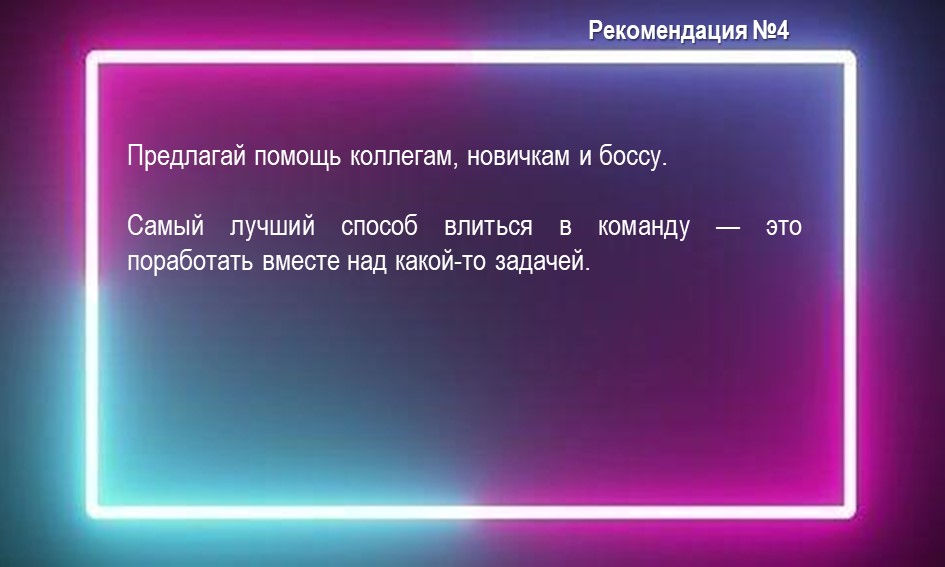 Рекомендация №4
Предлагай помощь коллегам, новичкам и боссу.
Самый лучший способ влиться в команду — это
поработать вместе над какой-то задачей.